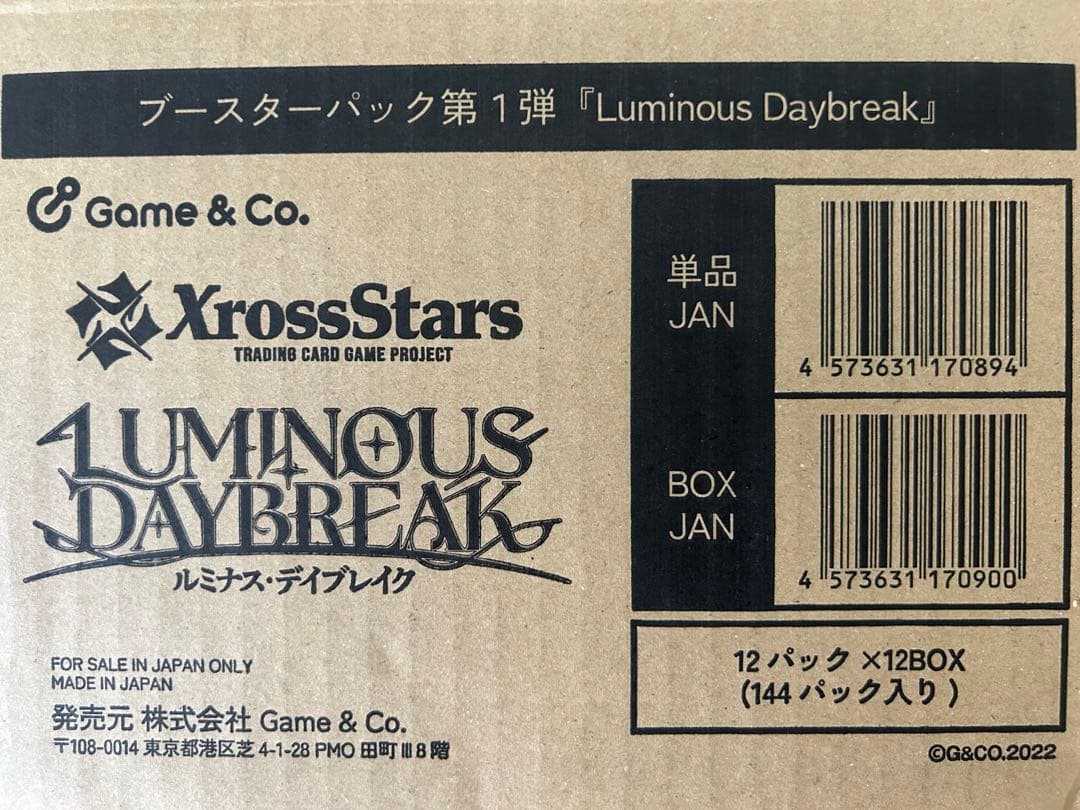 ブースターパック第1弾『Luminous Daybreak』
Game & Co.
XrossStars
TRADING CARD GAME PROJECT
LUMINOUS
DAYBREAK
ルミナス・デイブレイク
FOR SALE IN JAPAN ONLY
MADE IN JAPAN
発売元 株式会社 Game & Co.
〒108-0014 東京都港区芝 4-1-28 PMO 田町Ⅲ8階
単品
JAN
4 573631 170894
BOX
JAN
4 573631 170900
12パック×12BOX
(144パック入り)
©G&CO.2022